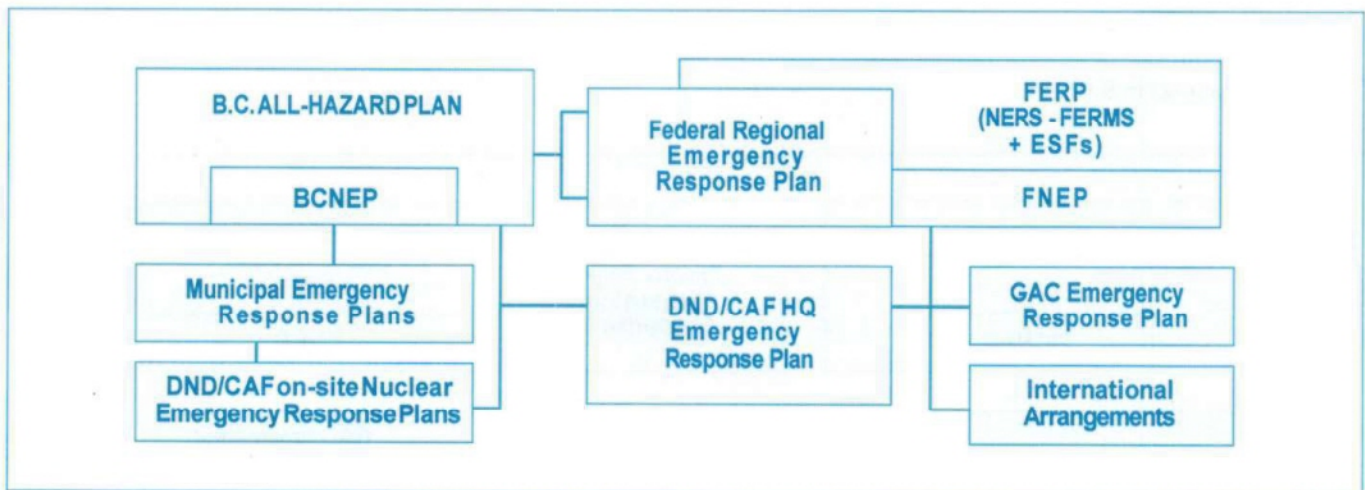 B.C. ALL-HAZARD PLAN
BCNEP
Federal Regional
Emergency
Response Plan
FERP
(NERS - FERMS
+ ESFs)
FNEP
Municipal Emergency
Response Plans
DND/CAF on-site Nuclear
Emergency Response Plans
DND/CAF HQ
Emergency
Response Plan
GAC Emergency
Response Plan
International
Arrangements